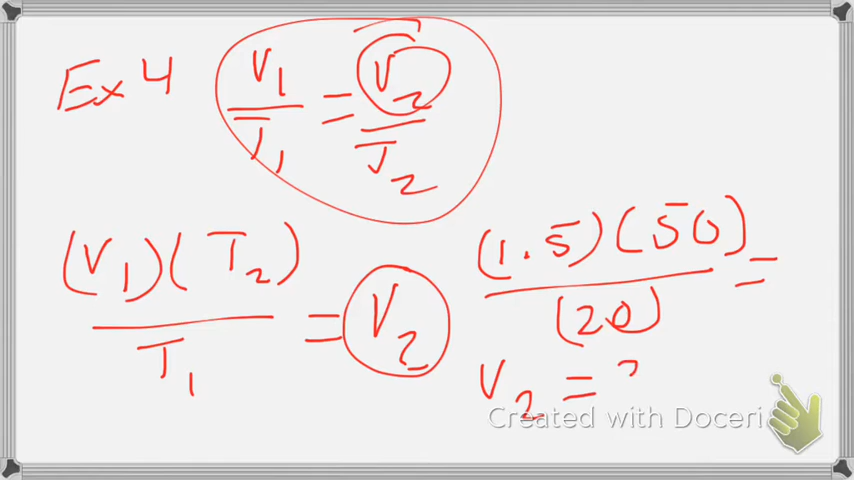 Ex 4 V₁/T₁ = V₂/T₂
(V₁)(T₂)/T₁ = V₂
(1.5)(50)/(20) =
V₂ = ?
Created with Doceri